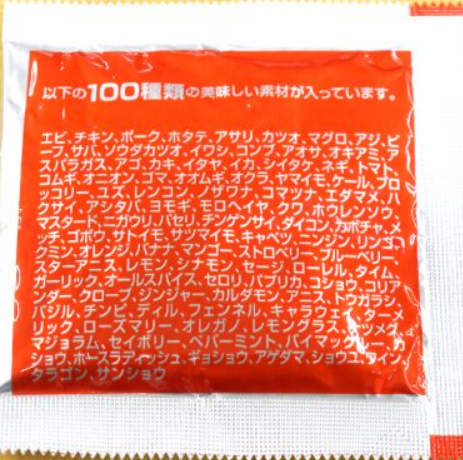 以下の100種類の美味しい素材が入っています。
エビ、チキン、ポーク、ホタテ、アサリ、カツオ、マグロ、アジ、ビ
ーフ、サバ、ソウダカツオ、イワシ、コンブ、アオサ、オキアミ、ア
スパラガス、アゴ、カキ、イタヤ、イカ、シイタケ、ネギ、トマト、
コムギ、オニオン、ゴマ、オオムギ、オクラ、ヤマイモ、ケール、ブロ
ッコリー、ユズ、レンコン、ノザワナ、コマツナ、エダマメ、ハ
クサイ、アシタバ、ヨモギ、モロヘイヤ、クワ、ホウレンソウ、
マスタード、ニガウリ、パセリ、チンゲンサイ、ダイコン、カボチャ、メ
ッチ、ゴボウ、サトイモ、サツマイモ、キャベツ、ニンジン、リンゴ、
クミン、オレンジ、バナナ、マンゴー、ストロベリー、ブルーベリー、
スターアニス、レモン、シナモン、セージ、ローレル、タイム、
ガーリック、オールスパイス、セロリ、パプリカ、コショウ、コリア
ンダー、クローブ、ジンジャー、カルダモン、アニス、トウガラシ、
バジル、チンピ、ディル、フェンネル、キャラウェイ、ターメ
リック、ローズマリー、オレガノ、レモングラス、ナツメグ、
マジョラム、セイボリー、ペパーミント、パイマックルー、カ
ショウ、ホースラディッシュ、ギョショウ、アゲダマ、ショウユ、ワイン、
タラゴン、サンショウ